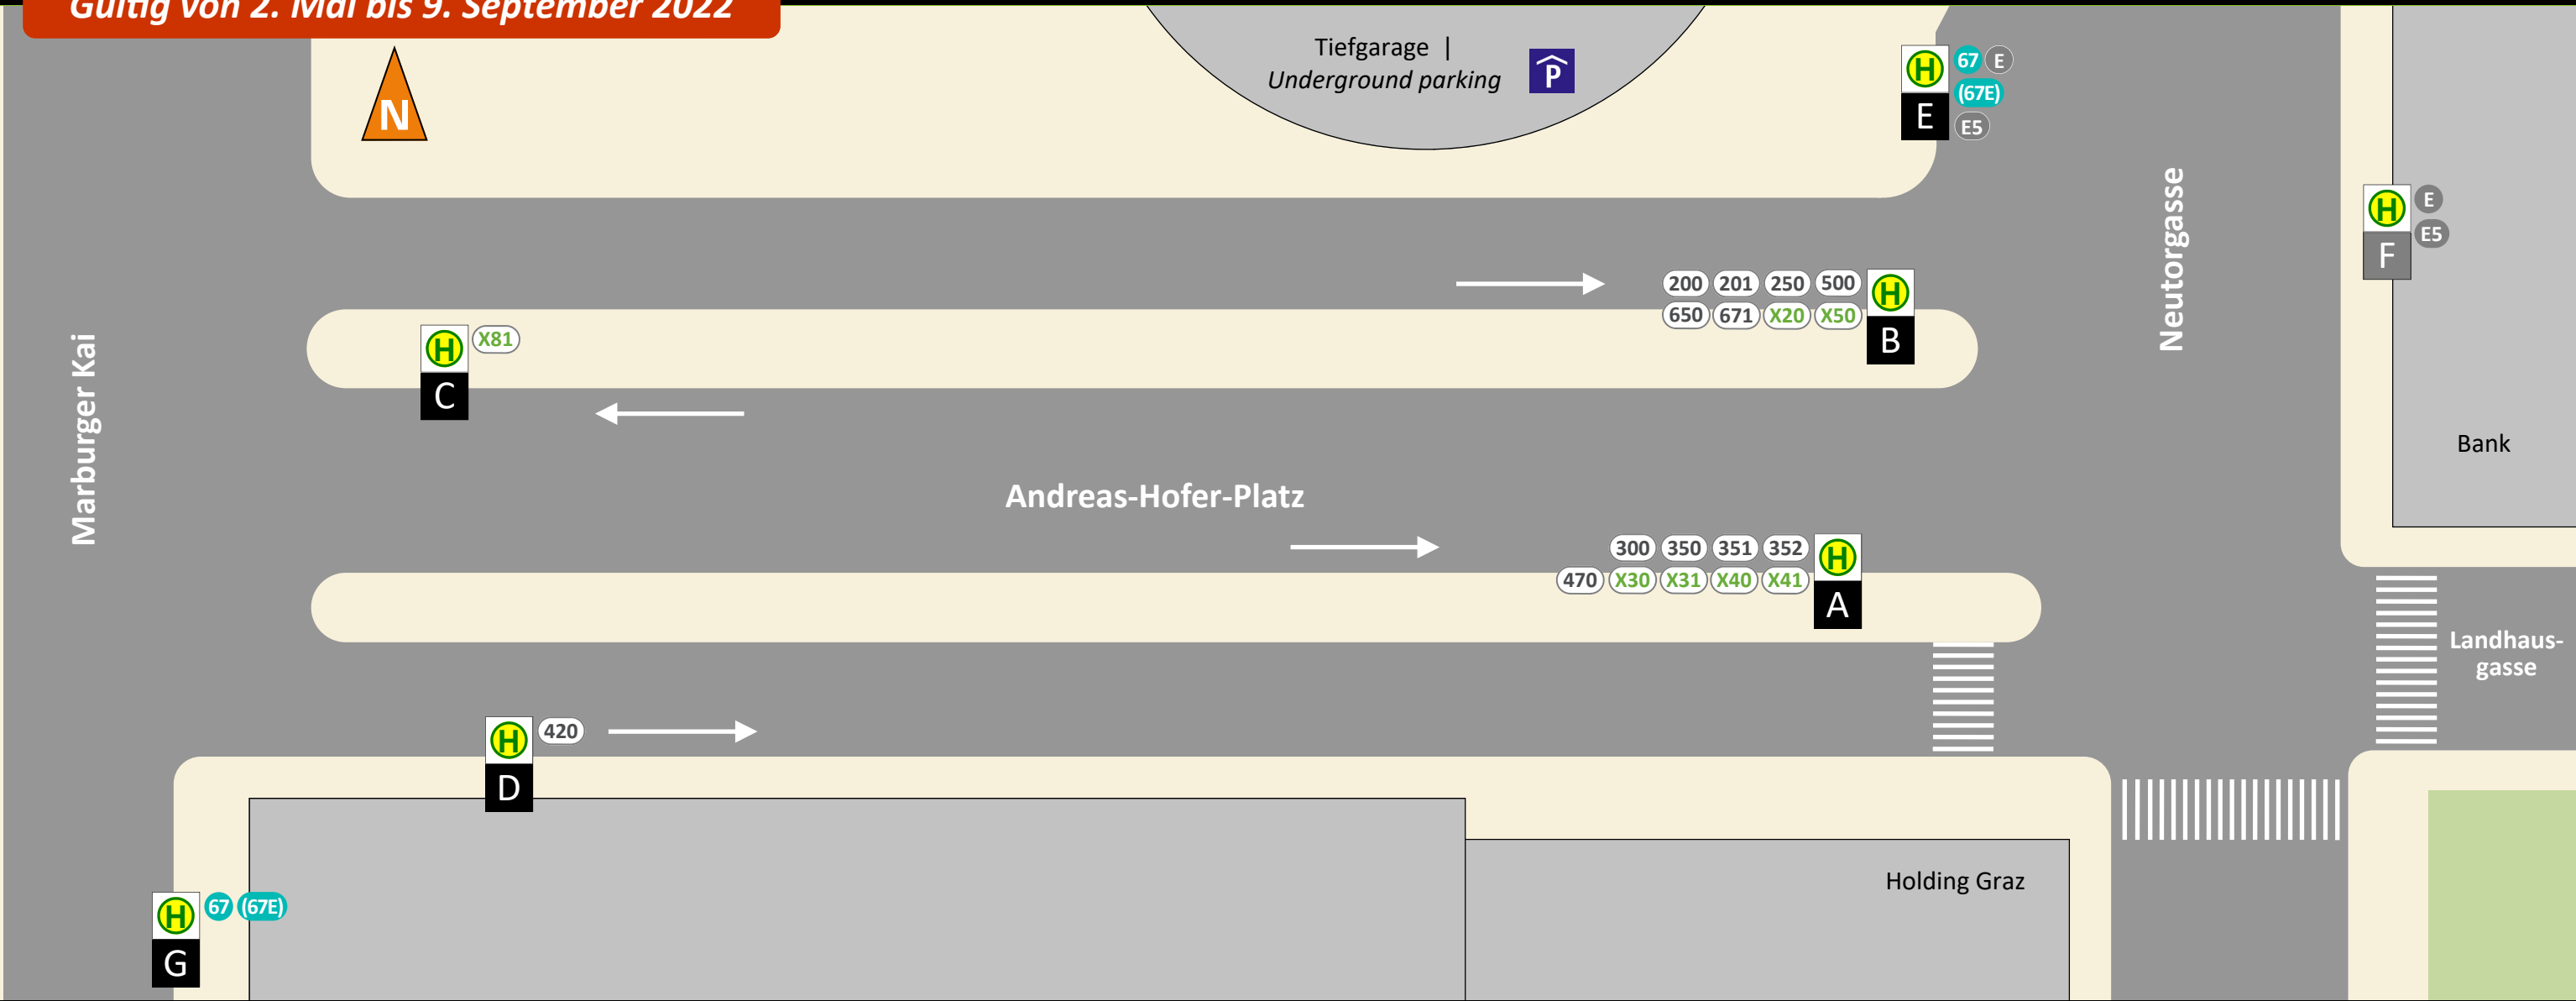 Gültig von 2. Mai bis 9. September 2022
N
Tiefgarage |
Underground parking
P
H
E
67 E
(67E)
E5
H
F
E
E5
Neutorgasse
200 201 250 500
650 671 X20 X50
H
B
H
C
X81
Marburger Kai
Andreas-Hofer-Platz
Bank
300 350 351 352
470 X30 X31 X40 X41
H
A
Landhaus-
gasse
H
D
420
Holding Graz
H
G
67 (67E)